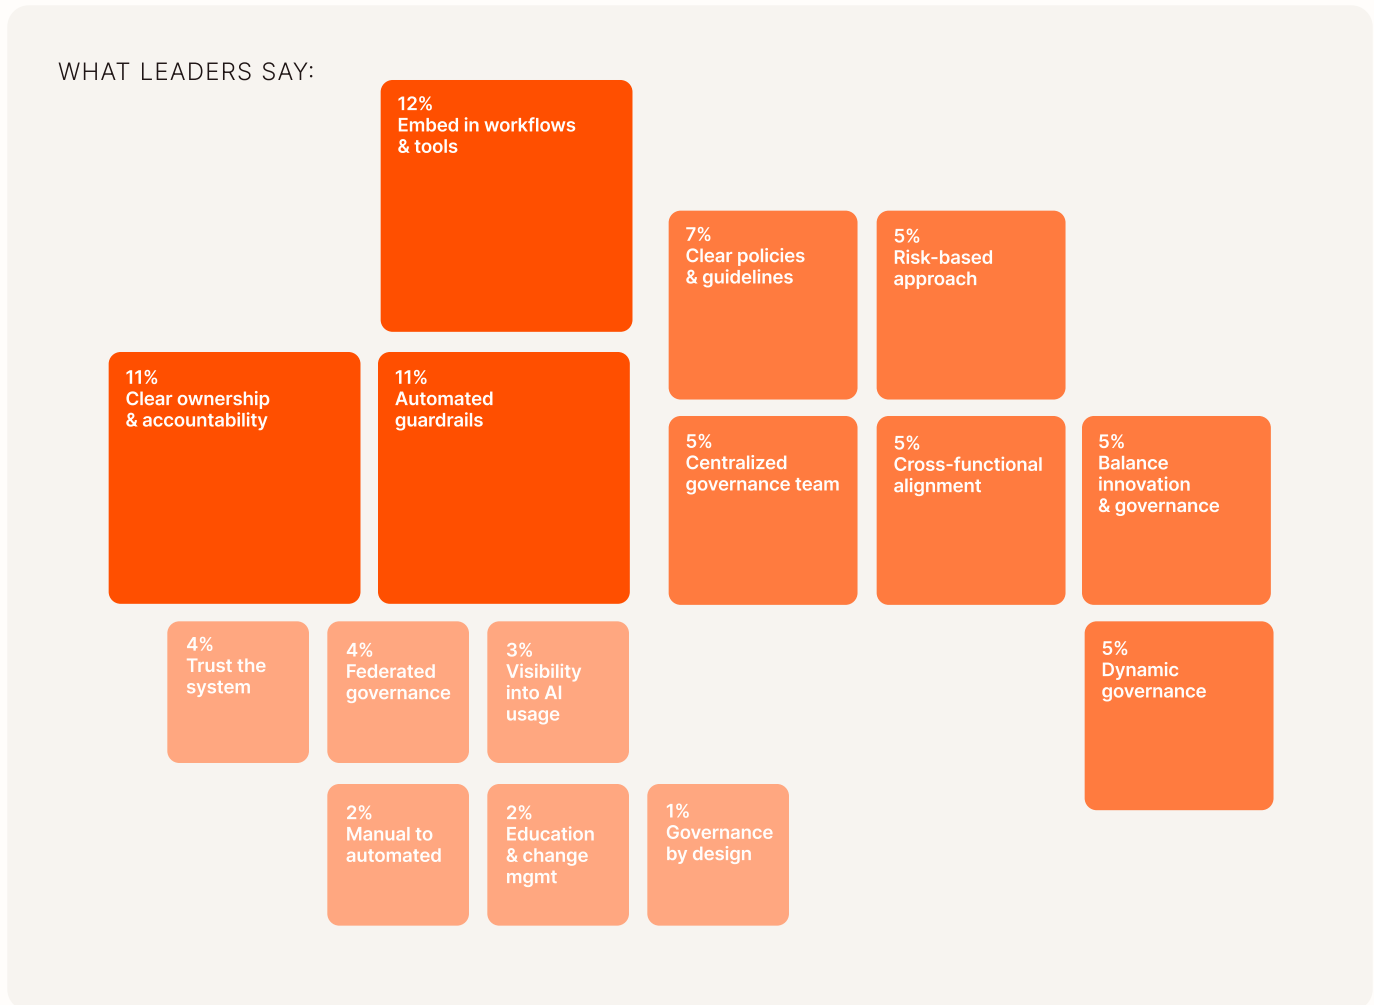 WHAT LEADERS SAY:
12%
Embed in workflows
& tools
7%
Clear policies
& guidelines
5%
Risk-based
approach
11%
Clear ownership
& accountability
11%
Automated
guardrails
5%
Centralized
governance team
5%
Cross-functional
alignment
5%
Balance
innovation
& governance
4%
Trust the
system
4%
Federated
governance
3%
Visibility
into AI
usage
5%
Dynamic
governance
2%
Manual to
automated
2%
Education
& change
mgmt
1%
Governance
by design